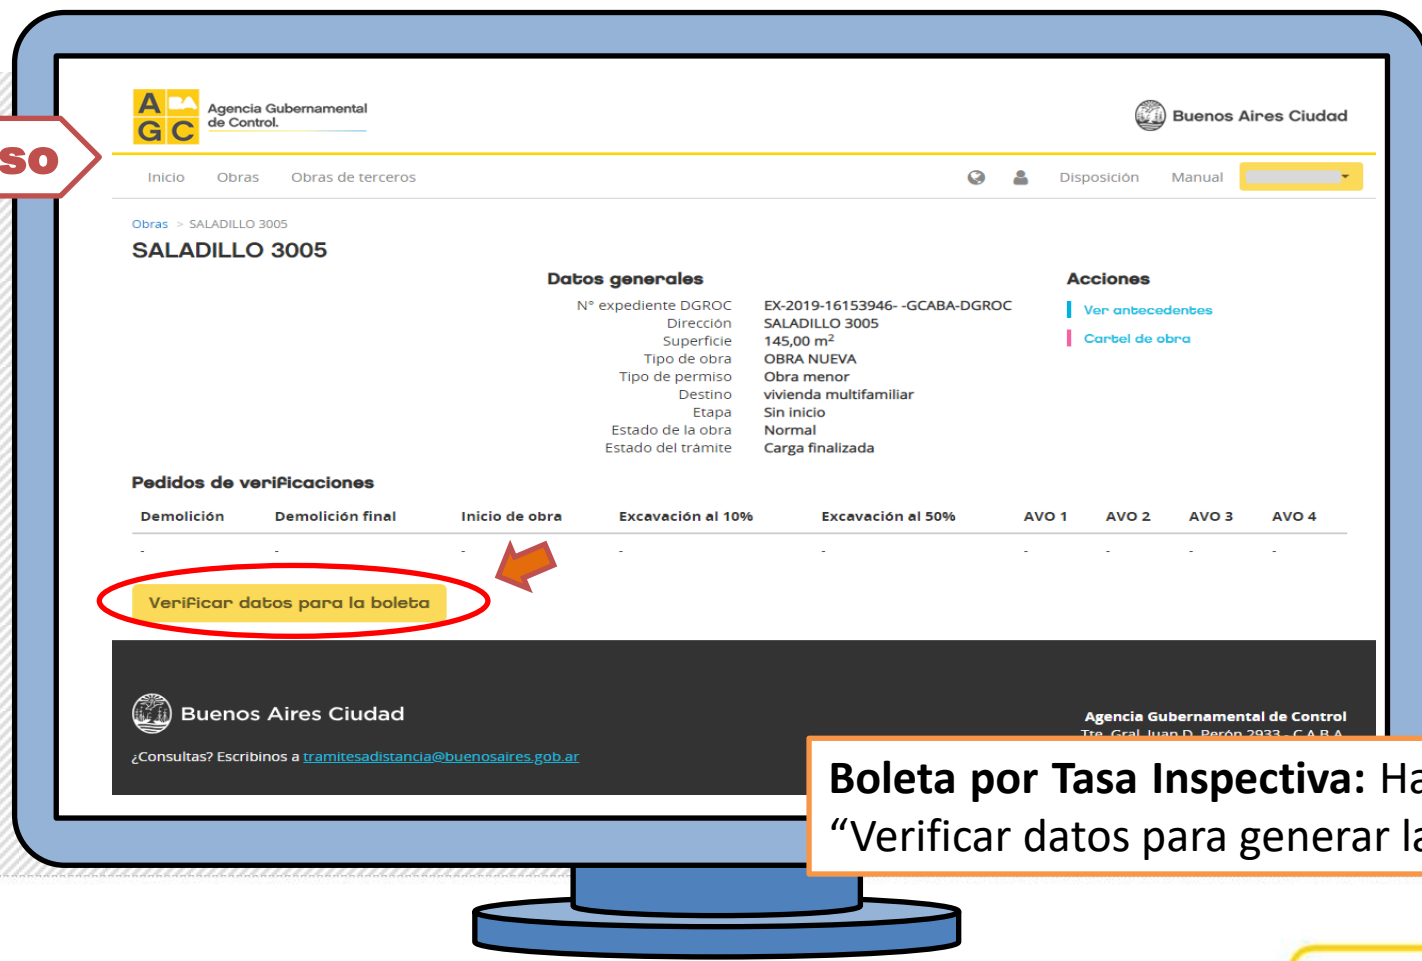 A BA
G C
Agencia Gubernamental
de Control.
Buenos Aires Ciudad
so
Inicio Obras Obras de terceros Disposición Manual
Obras > SALADILLO 3005
SALADILLO 3005
Datos generales
N° expediente DGROC EX-2019-16153946- -GCABA-DGROC
Dirección SALADILLO 3005
Superficie 145,00 m²
Tipo de obra OBRA NUEVA
Tipo de permiso Obra menor
Destino vivienda multifamiliar
Etapa Sin inicio
Estado de la obra Normal
Estado del trámite Carga finalizada
Acciones
Ver antecedentes
Cartel de obra
Pedidos de verificaciones
Demolición Demolición final Inicio de obra Excavación al 10% Excavación al 50% AVO 1 AVO 2 AVO 3 AVO 4
- - - - - - - - -
Verificar datos para la boleta
Buenos Aires Ciudad
¿Consultas? Escribinos a tramitesadistancia@buenosaires.gob.ar
Agencia Gubernamental de Control
Tte. Gral. Juan D. Perón 2933 - C.A.B.A.
Boleta por Tasa Inspectiva: Ha
“Verificar datos para generar la